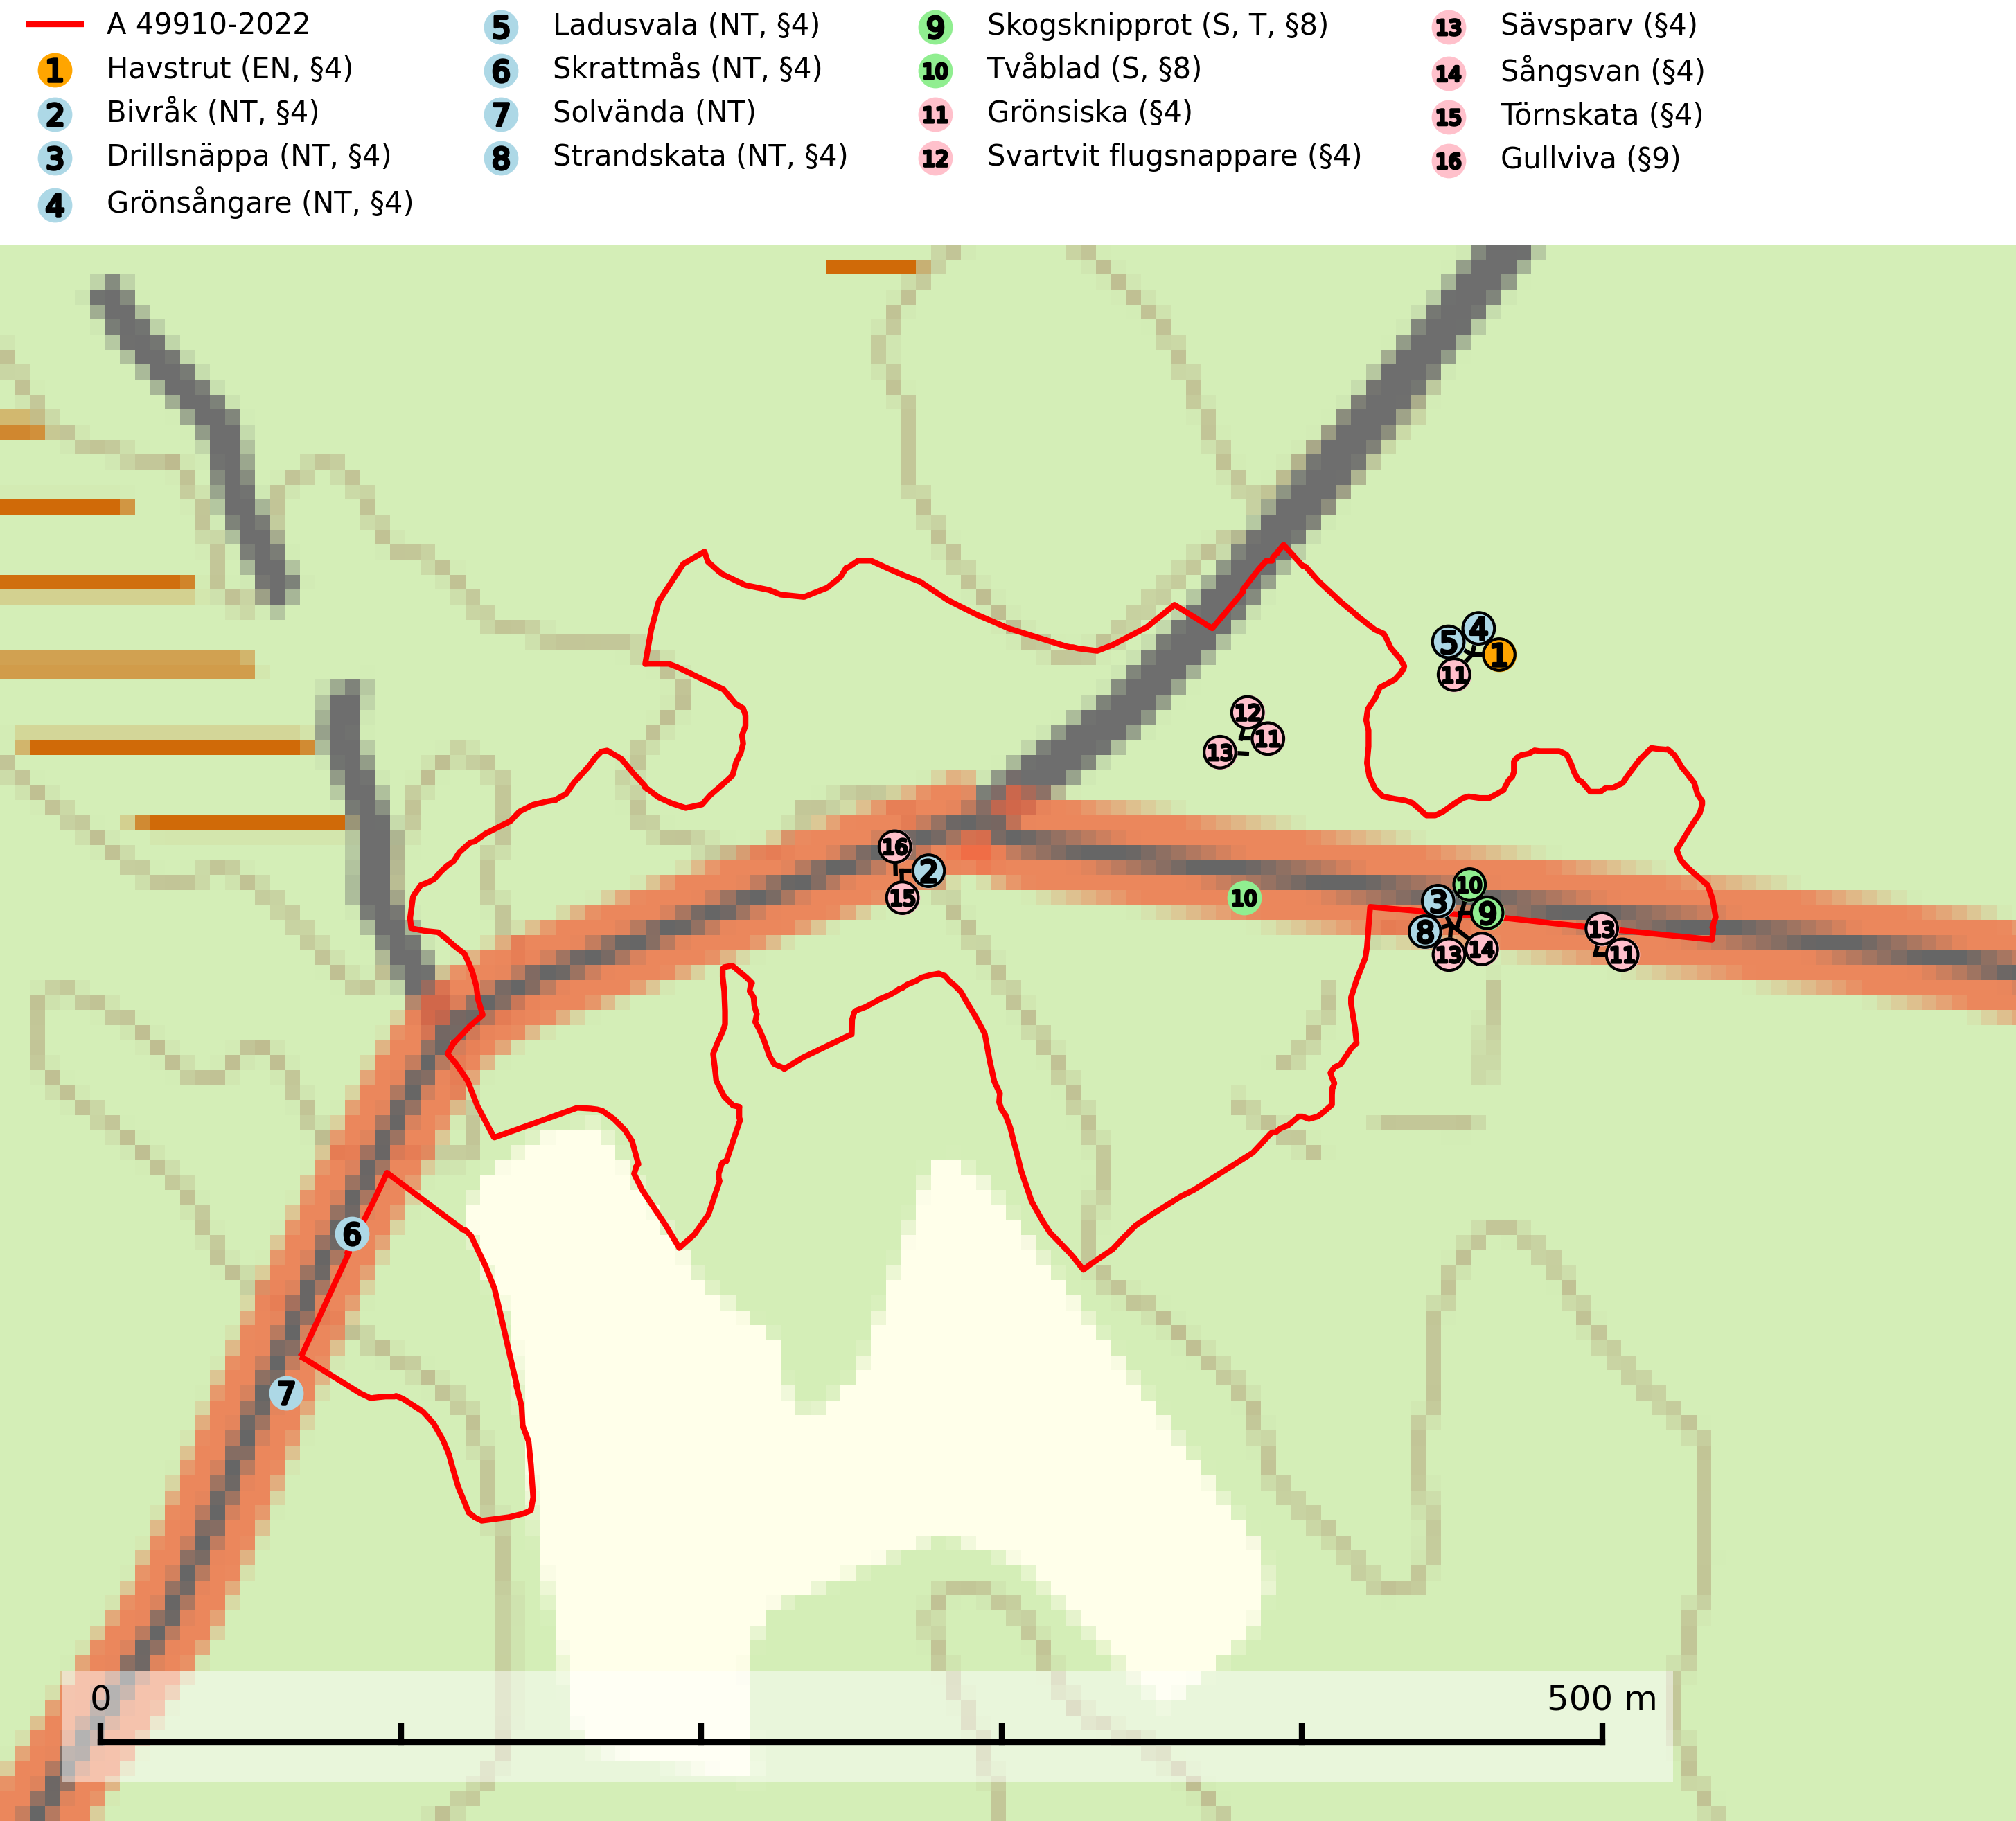 A 49910-2022
1 Havstrut (EN, §4)
2 Bivråk (NT, §4)
3 Drillsnäppa (NT, §4)
4 Grönsångare (NT, §4)
5 Ladusvala (NT, §4)
6 Skrattmås (NT, §4)
7 Solvända (NT)
8 Strandskata (NT, §4)
9 Skogsknipprot (S, T, §8)
10 Tvåblad (S, §8)
11 Grönsiska (§4)
12 Svartvit flugsnappare (§4)
13 Sävsparv (§4)
14 Sångsvan (§4)
15 Törnskata (§4)
16 Gullviva (§9)
5 4 1
11
12
13 11
16
2
15
10
3 10 9
8 13 14
13
11
6
7
0 500 m